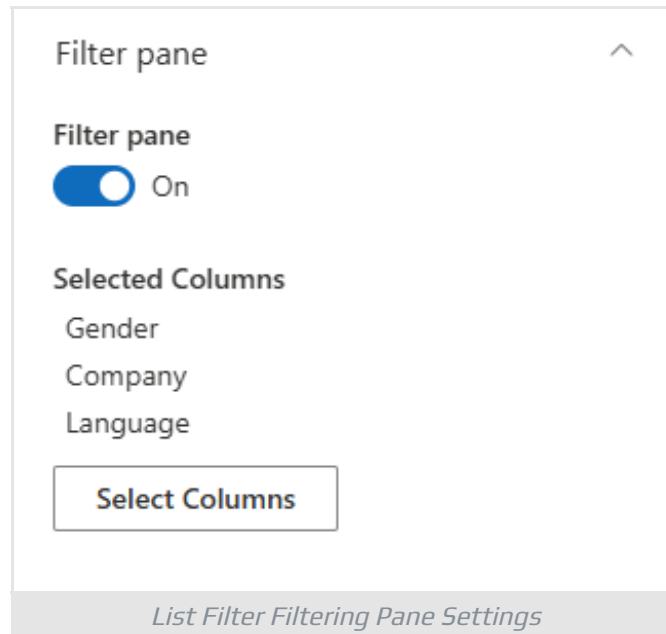 Filter pane
Filter pane
On
Selected Columns
Gender
Company
Language
Select Columns
List Filter Filtering Pane Settings